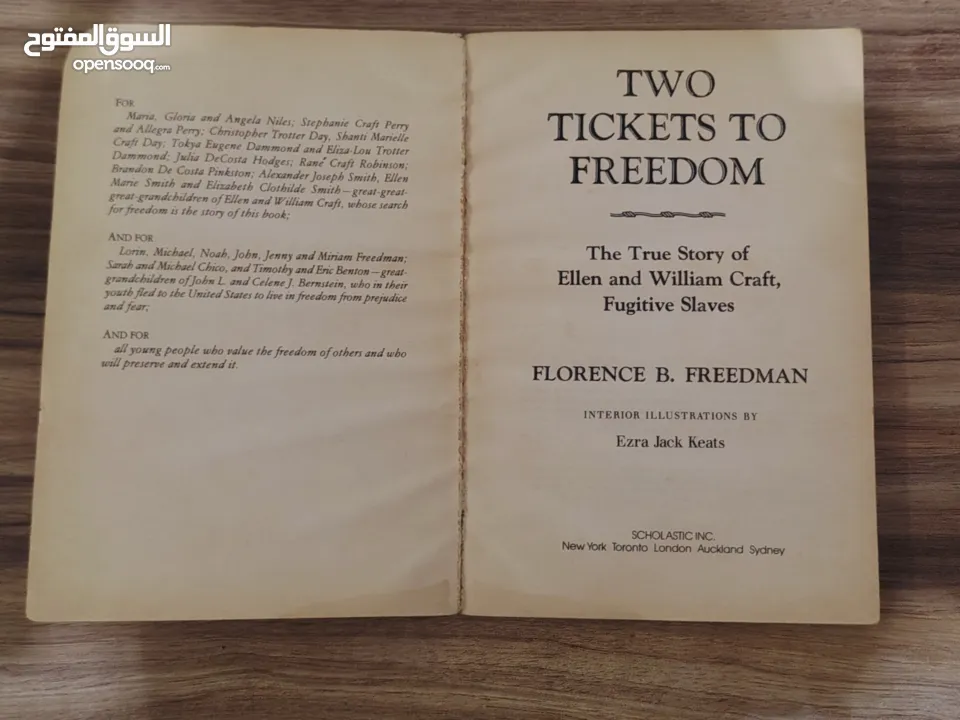 السوق المفتوح
opensooq.com
FOR
Maria, Gloria and Angela Niles; Stephanie Craft Perry
and Allegra Perry; Christopher Trotter Day, Shanti Marielle
Craft Day; Tokya Eugene Dammond and Eliza-Lou Trotter
Dammond; Julia DeCosta Hodges; Rané Craft Robinson;
Brandon De Costa Pinkston; Alexander Joseph Smith, Ellen
Marie Smith and Elizabeth Clothilde Smith—great-great-
great-grandchildren of Ellen and William Craft, whose search
for freedom is the story of this book;
AND FOR
Lorin, Michael, Noah, John, Jenny and Miriam Freedman;
Sarah and Michael Chico, and Timothy and Eric Benton—great-
grandchildren of John L. and Celene J. Bernstein, who in their
youth fled to the United States to live in freedom from prejudice
and fear;
AND FOR
all young people who value the freedom of others and who
will preserve and extend it.
TWO
TICKETS TO
FREEDOM
The True Story of
Ellen and William Craft,
Fugitive Slaves
FLORENCE B. FREEDMAN
INTERIOR ILLUSTRATIONS BY
Ezra Jack Keats
SCHOLASTIC INC.
New York Toronto London Auckland Sydney